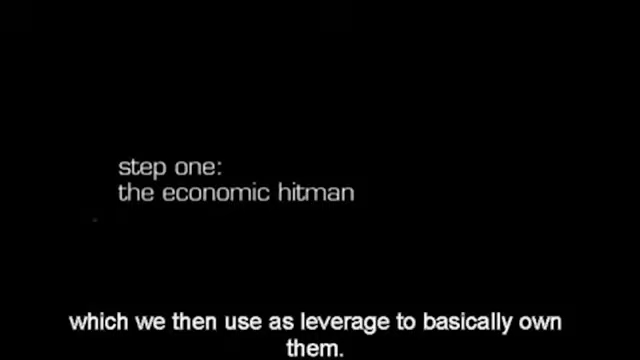 step one:
the economic hitman
which we then use as leverage to basically own
them.